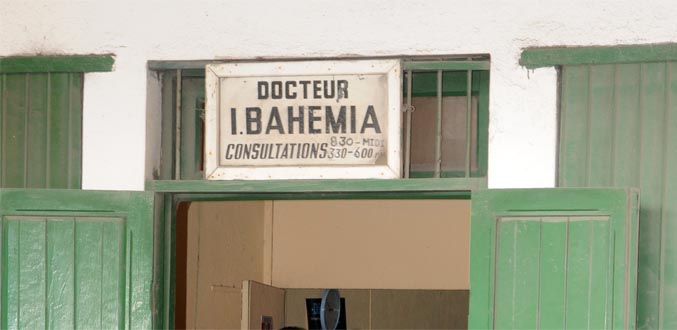 DOCTEUR
I.BAHEMIA
CONSULTATIONS 830-MIDI
330-600